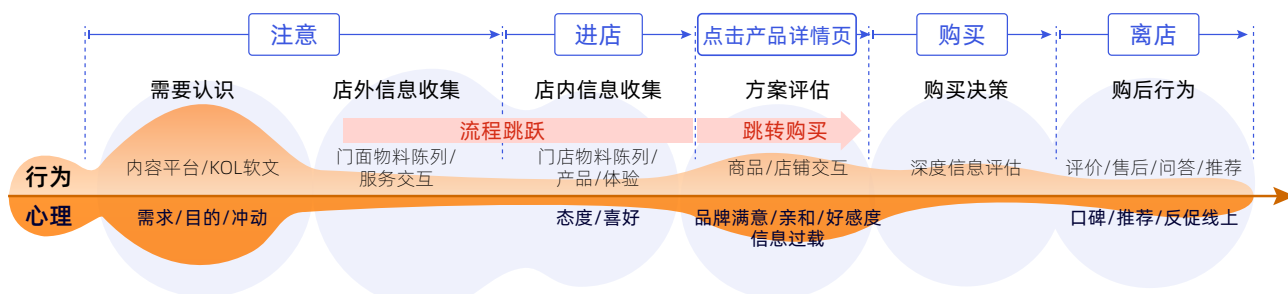 注意
进店
点击产品详情页
购买
离店
需要认识
店外信息收集
店内信息收集
方案评估
购买决策
购后行为
流程跳跃
跳转购买
行为
内容平台/KOL软文
门面物料陈列/
服务交互
门店物料陈列/
产品/体验
商品/店铺交互
深度信息评估
评价/售后/问答/推荐
心理
需求/目的/冲动
态度/喜好
品牌满意/亲和/好感度
信息过载
口碑/推荐/反促线上